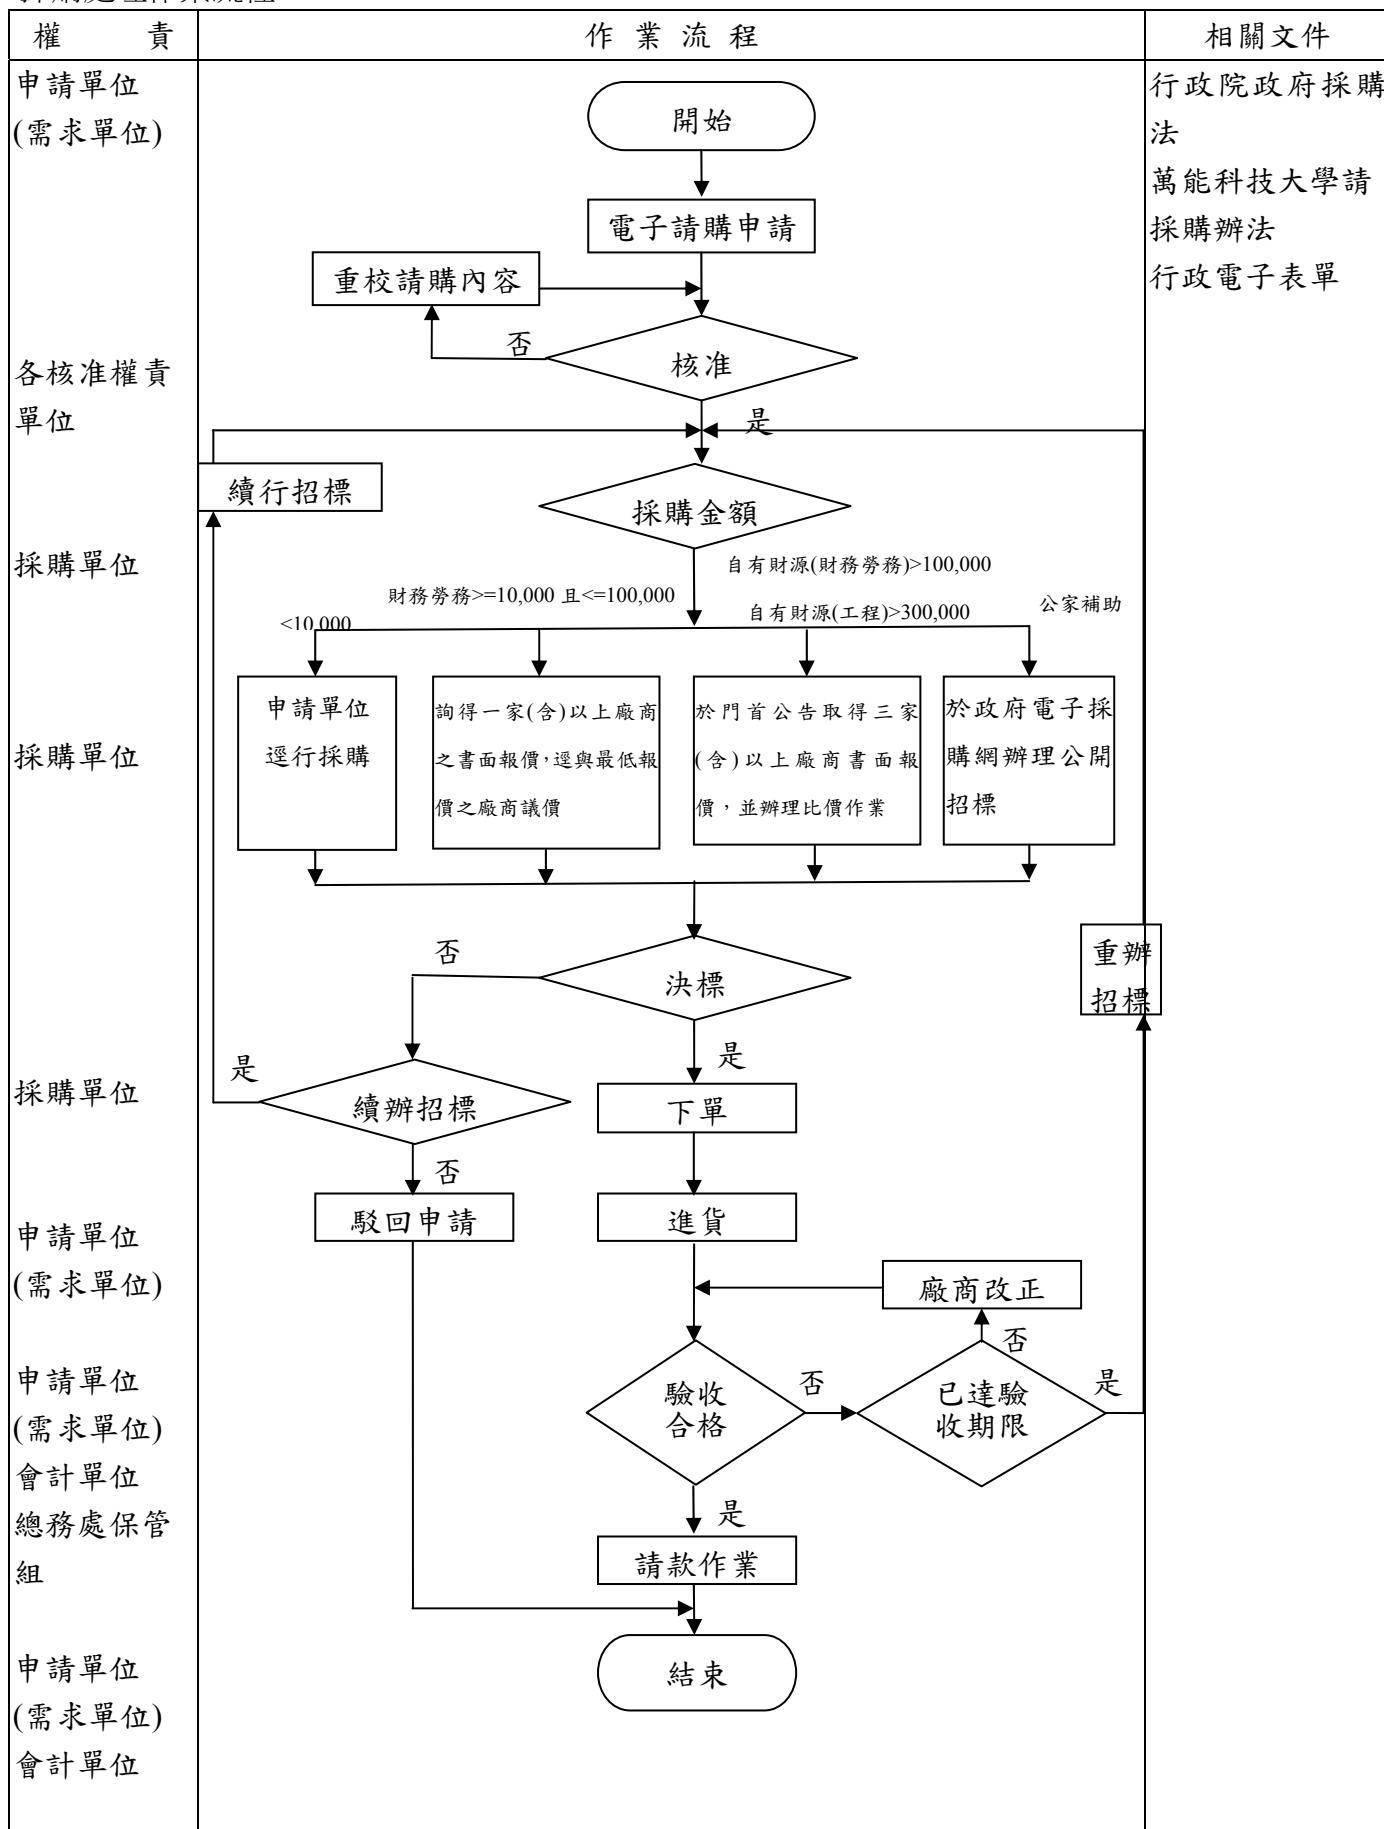 權 責
作 業 流 程
相關文件
申請單位
(需求單位)
各核准權責
單位
採購單位
採購單位
採購單位
申請單位
(需求單位)
申請單位
(需求單位)
會計單位
總務處保管
組
申請單位
(需求單位)
會計單位
開始
電子請購申請
重校請購內容
否
核准
是
續行招標
採購金額
自有財源(財務勞務)>100,000
財務勞務>=10,000 且<=100,000
自有財源(工程)>300,000
公家補助
<10,000
申請單位
逕行採購
詢得一家(含)以上廠商
之書面報價,逕與最低報
價之廠商議價
於門首公告取得三家
(含)以上廠商書面報
價，並辦理比價作業
於政府電子採
購網辦理公開
招標
否
決標
重辦
招標
是
是
續辦招標
下單
否
駁回申請
進貨
廠商改正
否
驗收
合格
否
已達驗
收期限
是
是
請款作業
結束
行政院政府採購
法
萬能科技大學請
採購辦法
行政電子表單